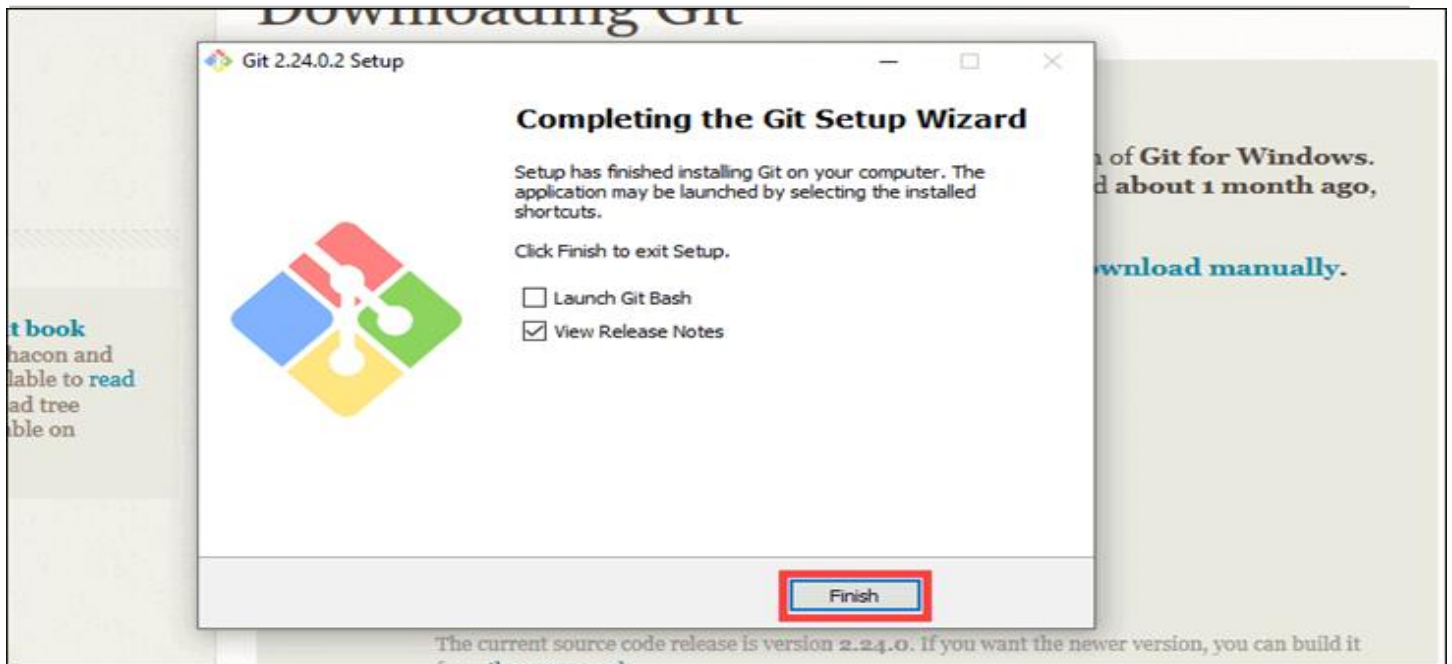 Downloading Git
Git 2.24.0.2 Setup
Completing the Git Setup Wizard
Setup has finished installing Git on your computer. The
application may be launched by selecting the installed
shortcuts.
Click Finish to exit Setup.
Launch Git Bash
View Release Notes
Finish
of Git for Windows.
about 1 month ago,
download manually.
book
hacon and
lable to read
ad tree
able on
The current source code release is version 2.24.0. If you want the newer version, you can build it